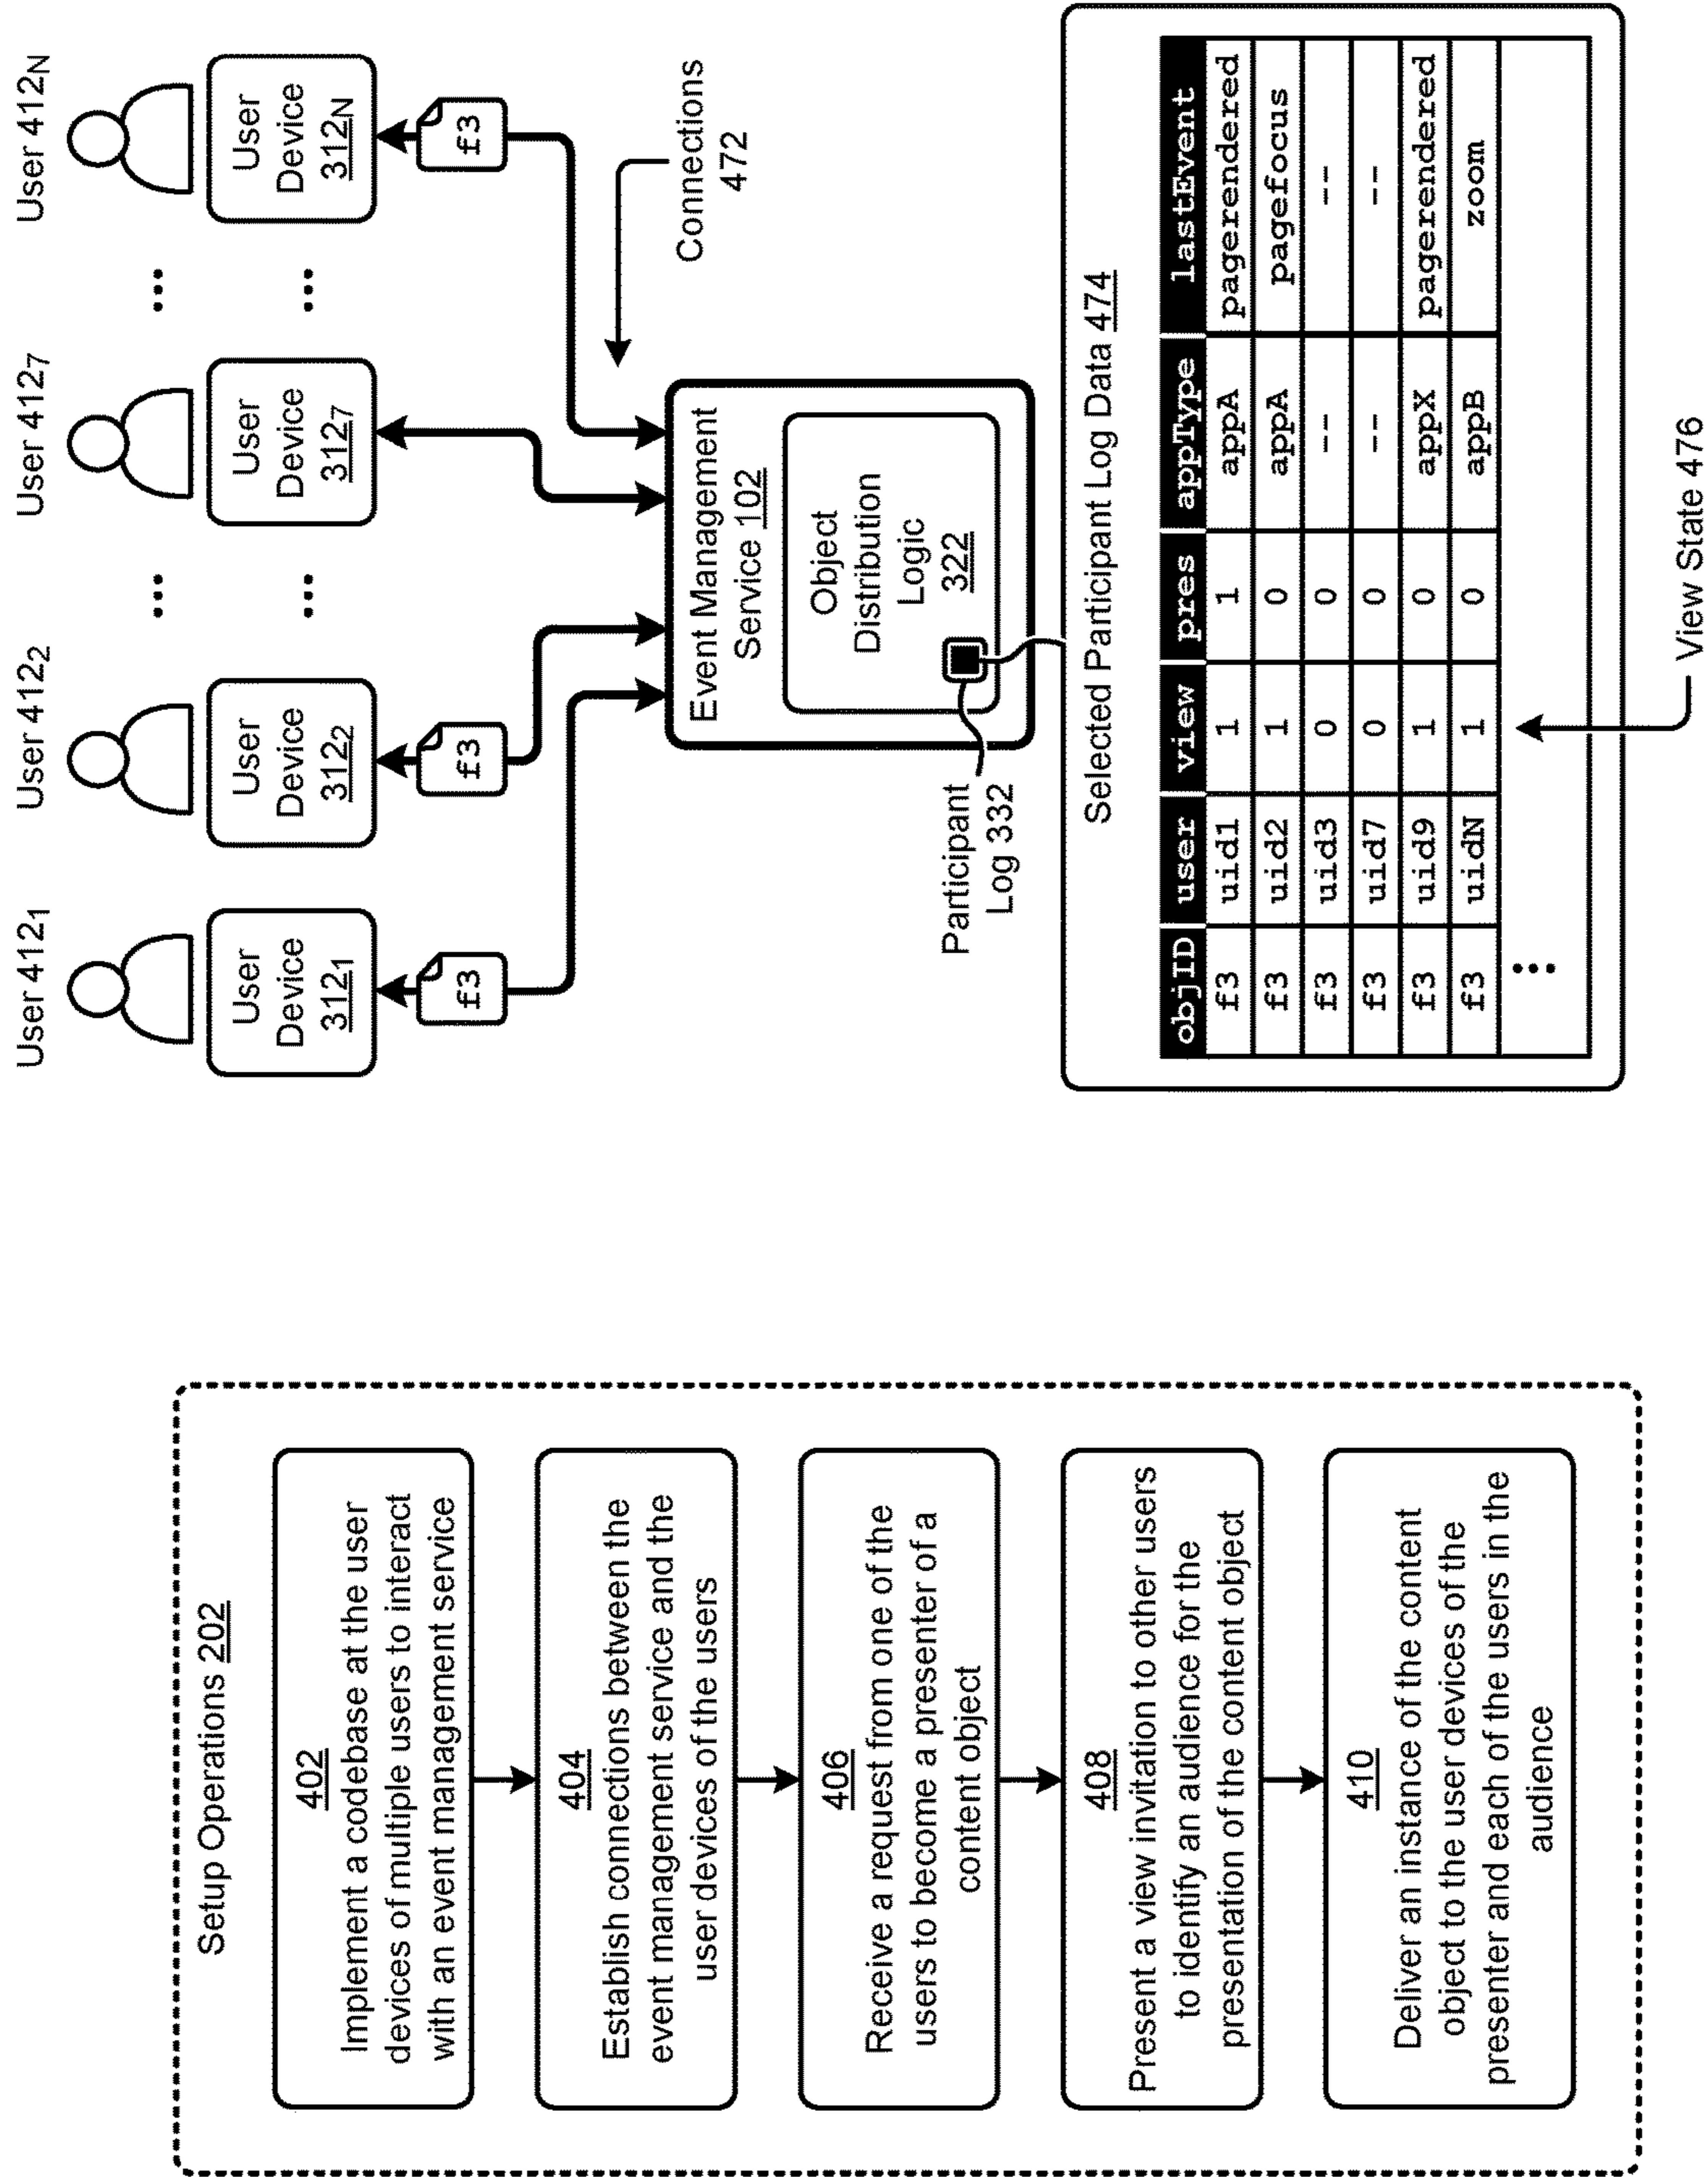 Setup Operations 202
402
Implement a codebase at the user
devices of multiple users to interact
with an event management service
404
Establish connections between the
event management service and the
user devices of the users
406
Receive a request from one of the
users to become a presenter of a
content object
408
Present a view invitation to other users
to identify an audience for the
presentation of the content object
410
Deliver an instance of the content
object to the user devices of the
presenter and each of the users in the
audience
User 412₁ User 412₂ ... User 412₇ ... User 412N
User
Device
312₁
User
Device
312₂
...
User
Device
312₇
...
User
Device
312N
f3 f3 f3
Connections
472
Event Management
Service 102
Object
Distribution
Logic
322
Participant
Log 332
Selected Participant Log Data 474
objID user view pres appType lastEvent
f3 uid1 1 1 appA pagerendered
f3 uid2 1 0 appA pagefocus
f3 uid3 0 0 -- --
f3 uid7 0 0 -- --
f3 uid9 1 0 appX pagerendered
f3 uidN 1 0 appB zoom
...
View State 476